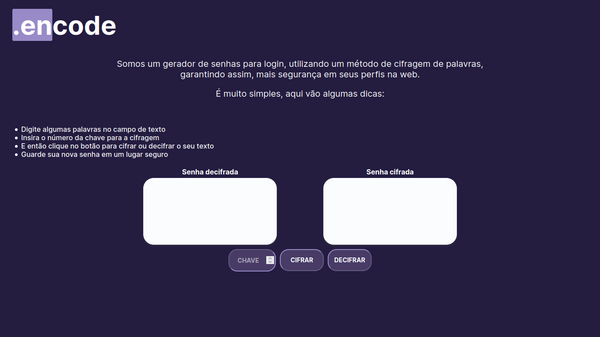 .encode
Somos um gerador de senhas para login, utilizando um método de cifragem de palavras,
garantindo assim, mais segurança em seus perfis na web.
É muito simples, aqui vão algumas dicas:
Digite algumas palavras no campo de texto
Insira o número da chave para a cifragem
E então clique no botão para cifrar ou decifrar o seu texto
Guarde sua nova senha em um lugar seguro
Senha decifrada Senha cifrada
CHAVE CIFRAR DECIFRAR